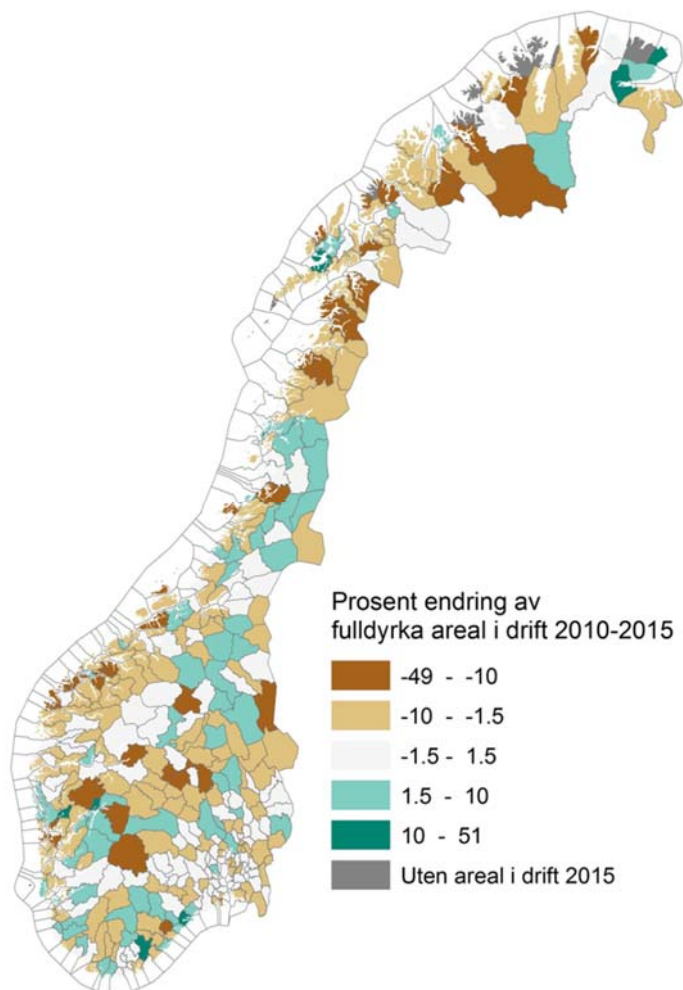 Prosent endring av
fulldyrka areal i drift 2010-2015
-49 - -10
-10 - -1.5
-1.5 - 1.5
1.5 - 10
10 - 51
Uten areal i drift 2015